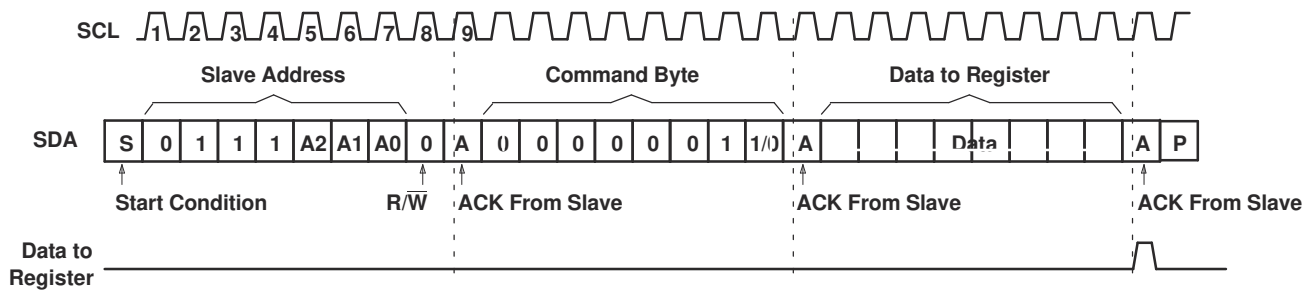 SCL 1 2 3 4 5 6 7 8 9
Slave Address Command Byte Data to Register
SDA S 0 1 1 1 A2 A1 A0 0 A 0 0 0 0 0 0 1 1/0 A Data A P
Start Condition R/W ACK From Slave ACK From Slave ACK From Slave
Data to
Register